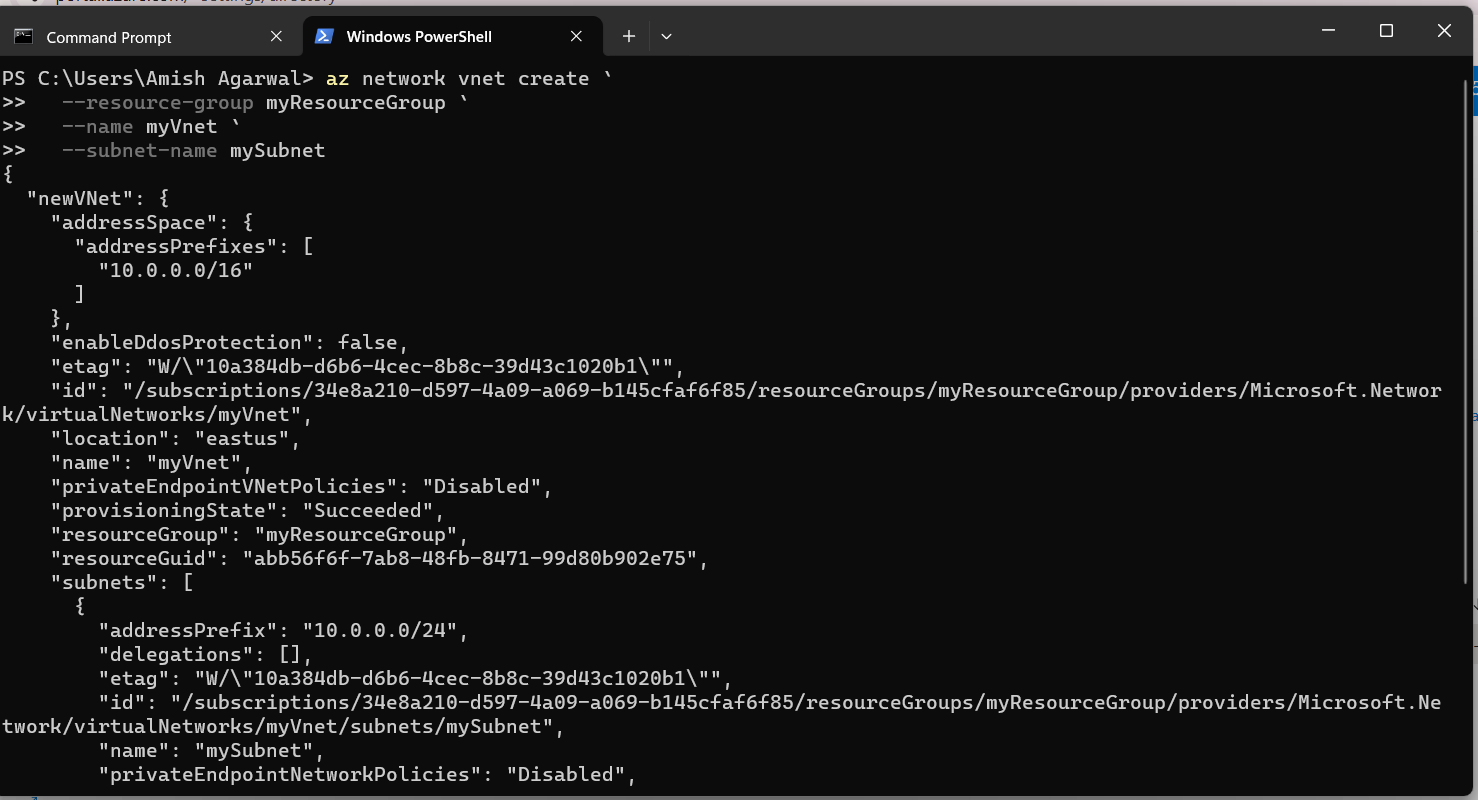 Command Prompt
Windows PowerShell
PS C:\Users\Amish Agarwal> az network vnet create `
>>   --resource-group myResourceGroup `
>>   --name myVnet `
>>   --subnet-name mySubnet
{
  "newVNet": {
    "addressSpace": {
      "addressPrefixes": [
        "10.0.0.0/16"
      ]
    },
    "enableDdosProtection": false,
    "etag": "W/\"10a384db-d6b6-4cec-8b8c-39d43c1020b1\"",
    "id": "/subscriptions/34e8a210-d597-4a09-a069-b145cfaf6f85/resourceGroups/myResourceGroup/providers/Microsoft.Networ
k/virtualNetworks/myVnet",
    "location": "eastus",
    "name": "myVnet",
    "privateEndpointVNetPolicies": "Disabled",
    "provisioningState": "Succeeded",
    "resourceGroup": "myResourceGroup",
    "resourceGuid": "abb56f6f-7ab8-48fb-8471-99d80b902e75",
    "subnets": [
      {
        "addressPrefix": "10.0.0.0/24",
        "delegations": [],
        "etag": "W/\"10a384db-d6b6-4cec-8b8c-39d43c1020b1\"",
        "id": "/subscriptions/34e8a210-d597-4a09-a069-b145cfaf6f85/resourceGroups/myResourceGroup/providers/Microsoft.Ne
twork/virtualNetworks/myVnet/subnets/mySubnet",
        "name": "mySubnet",
        "privateEndpointNetworkPolicies": "Disabled",